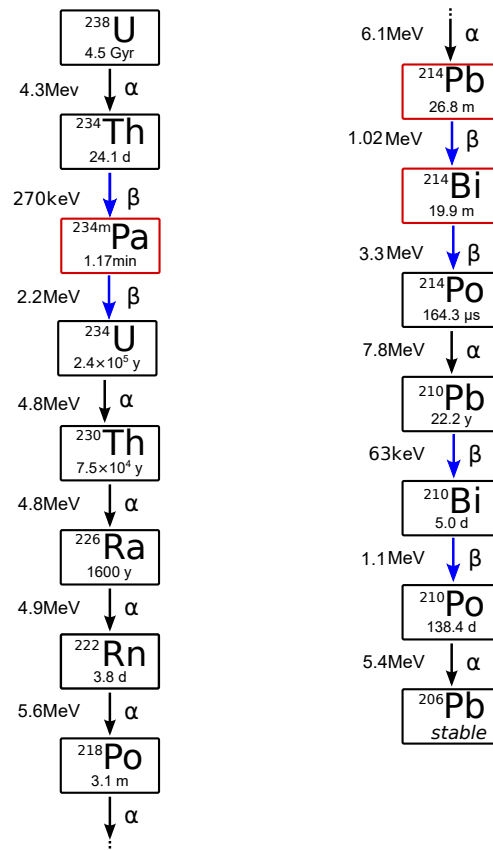 ²³⁸U
4.5 Gyr
4.3Mev α
²³⁴Th
24.1 d
270keV β
²³⁴ᵐPa
1.17min
2.2MeV β
²³⁴U
2.4×10⁵ y
4.8MeV α
²³⁰Th
7.5×10⁴ y
4.8MeV α
²²⁶Ra
1600 y
4.9MeV α
²²²Rn
3.8 d
5.6MeV α
²¹⁸Po
3.1 m
α
6.1MeV α
²¹⁴Pb
26.8 m
1.02MeV β
²¹⁴Bi
19.9 m
3.3MeV β
²¹⁴Po
164.3 µs
7.8MeV α
²¹⁰Pb
22.2 y
63keV β
²¹⁰Bi
5.0 d
1.1MeV β
²¹⁰Po
138.4 d
5.4MeV α
²⁰⁶Pb
stable